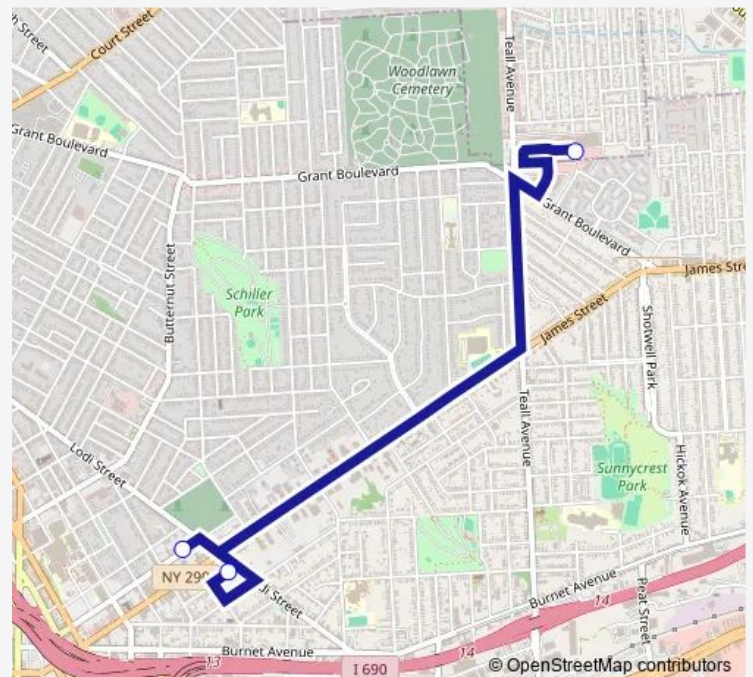 Court Street
Teall Avenue
Woodlawn
Cemetery
Grant Boulevard
Grant Boulevard
Grant Boulevard
Butternut Street
Schiller
Park
James Street
James Stre
Shotwell Park
Teall Avenue
Lodi Street
Sunnycrest
Park
Hickok Avenue
NY 290
di Street
Burnet Avenue
Peat Street
Burnet Avenue
14
13
14
I 690
© OpenStreetMap contributors